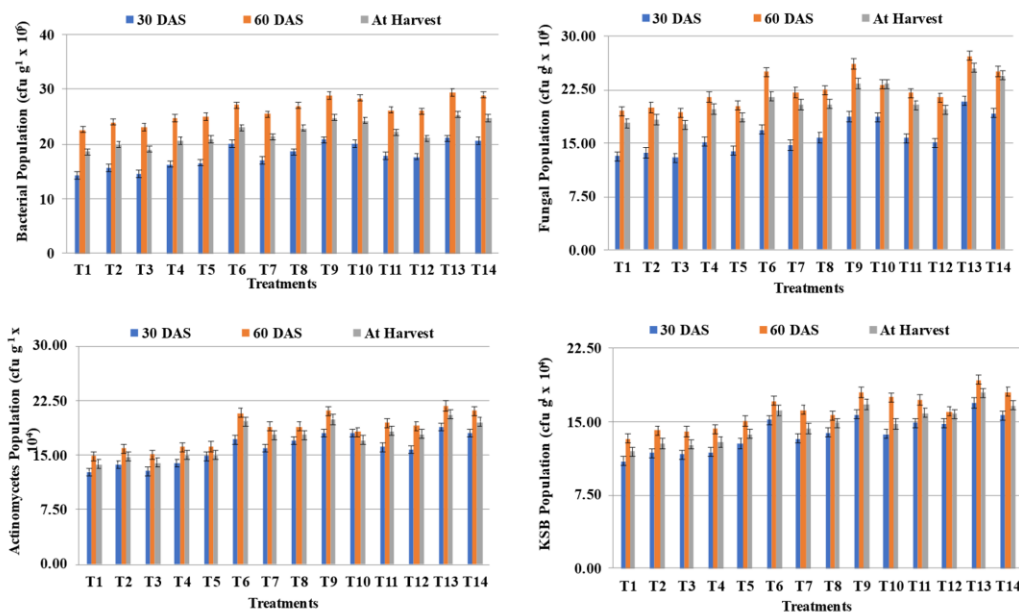 30 DAS 60 DAS At Harvest
Bacterial Population (cfu g¹ x 10⁶)
40
30
20
10
0
T1 T2 T3 T4 T5 T6 T7 T8 T9 T10 T11 T12 T13 T14
Treatments
30 DAS 60 DAS At Harvest
Fungal Population (cfu g¹ x
30.00
22.50
15.00
7.50
0.00
T1 T2 T3 T4 T5 T6 T7 T8 T9 T10 T11 T12 T13 T14
Treatments
30 DAS 60 DAS At Harvest
Actinomycetes Population (cfu g⁻¹ x
10⁴)
30.00
22.50
15.00
7.50
0.00
T1 T2 T3 T4 T5 T6 T7 T8 T9 T10 T11 T12 T13 T14
Treatments
30 DAS 60 DAS At Harvest
KSB Population (cfu g¹ x 10⁴)
22.50
15.00
7.50
0.00
T1 T2 T3 T4 T5 T6 T7 T8 T9 T10 T11 T12 T13 T14
Treatments